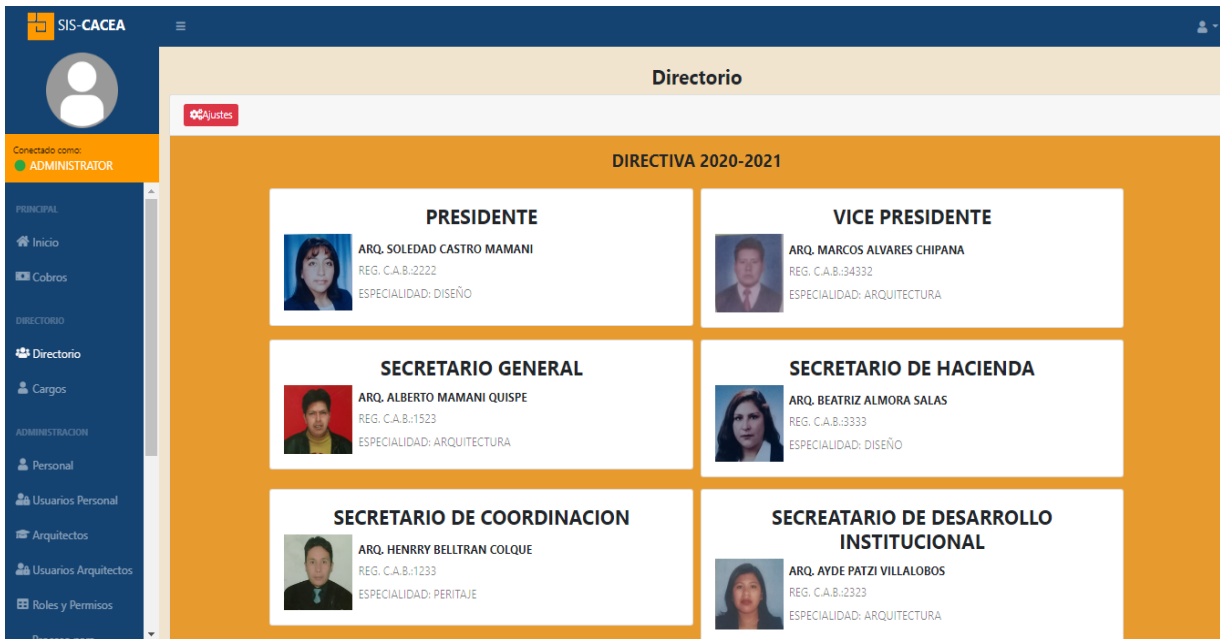 SIS-CACEA
Conectado como:
ADMINISTRATOR
PRINCIPAL
Inicio
Cobros
DIRECTORIO
Directorio
Cargos
ADMINISTRACION
Personal
Usuarios Personal
Arquitectos
Usuarios Arquitectos
Roles y Permisos
Directorio
Ajustes
DIRECTIVA 2020-2021
PRESIDENTE
ARQ. SOLEDAD CASTRO MAMANI
REG. C.A.B.:2222
ESPECIALIDAD: DISEÑO
VICE PRESIDENTE
ARQ. MARCOS ALVARES CHIPANA
REG. C.A.B.:34332
ESPECIALIDAD: ARQUITECTURA
SECRETARIO GENERAL
ARQ. ALBERTO MAMANI QUISPE
REG. C.A.B.:1523
ESPECIALIDAD: ARQUITECTURA
SECRETARIO DE HACIENDA
ARQ. BEATRIZ ALMORA SALAS
REG. C.A.B.:3333
ESPECIALIDAD: DISEÑO
SECRETARIO DE COORDINACION
ARQ. HENRRY BELLTRAN COLQUE
REG. C.A.B.:1233
ESPECIALIDAD: PERITAJE
SECREATARIO DE DESARROLLO
INSTITUCIONAL
ARQ. AYDE PATZI VILLALOBOS
REG. C.A.B.:2323
ESPECIALIDAD: ARQUITECTURA